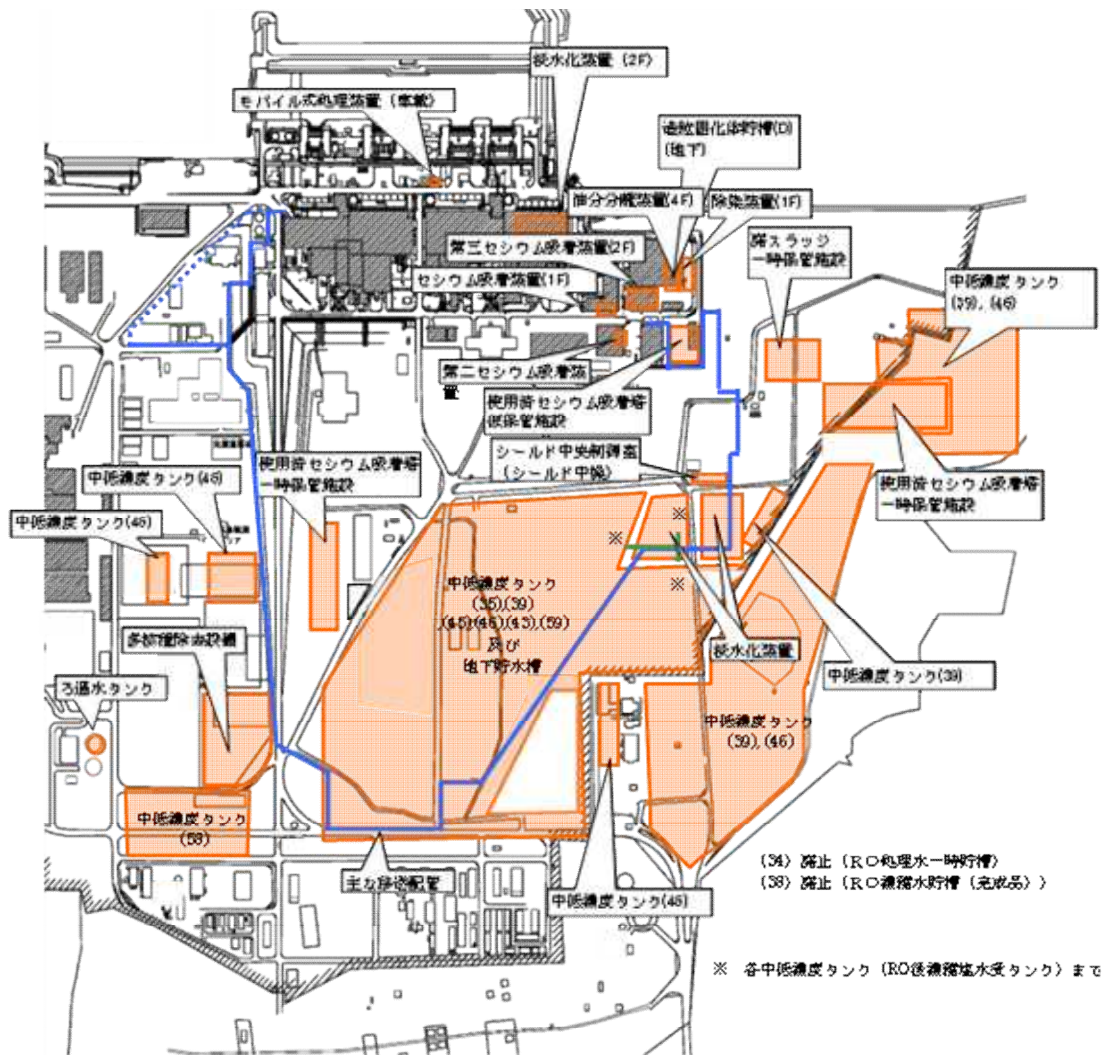 淡水化装置（2F）
モバイル式処理装置（車載）
造粒固化体貯槽(D)
(地下)
油分分離装置(4F)
除染装置(1F)
第三セシウム吸着装置(2F)
廃スラッジ
一時保管施設
セシウム吸着装置(1F)
中低濃度タンク
(39), (46)
第二セシウム吸着装
置
使用済セシウム吸着塔
仮保管施設
シールド中央制御室
（シールド中操）
使用済セシウム吸着塔
一時保管施設
中低濃度タンク(46)
使用済セシウム吸着塔
一時保管施設
中低濃度タンク(46)
※
※
※
中低濃度タンク
(35),(39)
,(45),(46),(43),(59)
及び
地下貯水槽
多核種除去設備
淡水化装置
中低濃度タンク(39)
ろ過水タンク
中低濃度タンク
(39), (46)
中低濃度タンク
(58)
主な移送配管
中低濃度タンク(46)
(34) 廃止（ＲＯ処理水一時貯槽）
(38) 廃止（ＲＯ濃縮水貯槽（完成品））
※　各中低濃度タンク（RO後濃縮塩水受タンク）まで